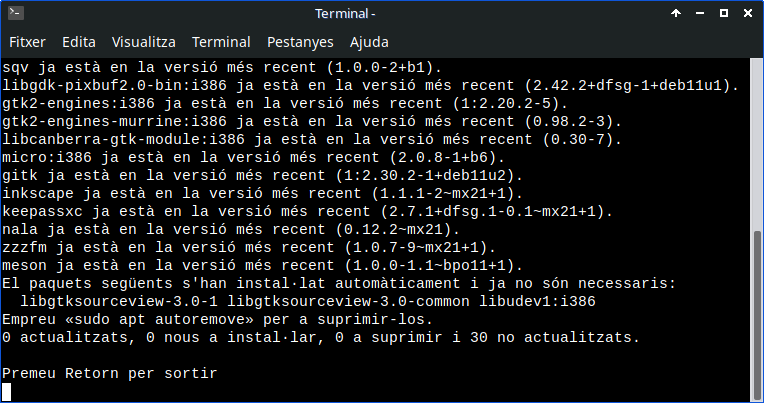 Terminal -
Fitxer Edita Visualitza Terminal Pestanyes Ajuda
sqv ja està en la versió més recent (1.0.0-2+b1).
libgdk-pixbuf2.0-bin:i386 ja està en la versió més recent (2.42.2+dfsg-1+deb11u1).
gtk2-engines:i386 ja està en la versió més recent (1:2.20.2-5).
gtk2-engines-murrine:i386 ja està en la versió més recent (0.98.2-3).
libcanberra-gtk-module:i386 ja està en la versió més recent (0.30-7).
micro:i386 ja està en la versió més recent (2.0.8-1+b6).
gitk ja està en la versió més recent (1:2.30.2-1+deb11u2).
inkscape ja està en la versió més recent (1.1.1-2~mx21+1).
keepassxc ja està en la versió més recent (2.7.1+dfsg.1-0.1~mx21+1).
nala ja està en la versió més recent (0.12.2~mx21).
zzzfm ja està en la versió més recent (1.0.7-9~mx21+1).
meson ja està en la versió més recent (1.0.0-1.1~bpo11+1).
El paquets següents s'han instal·lat automàticament i ja no són necessaris:
libgtksourceview-3.0-1 libgtksourceview-3.0-common libudev1:i386
Empreu «sudo apt autoremove» per a suprimir-los.
0 actualitzats, 0 nous a instal·lar, 0 a suprimir i 30 no actualitzats.
Premeu Retorn per sortir